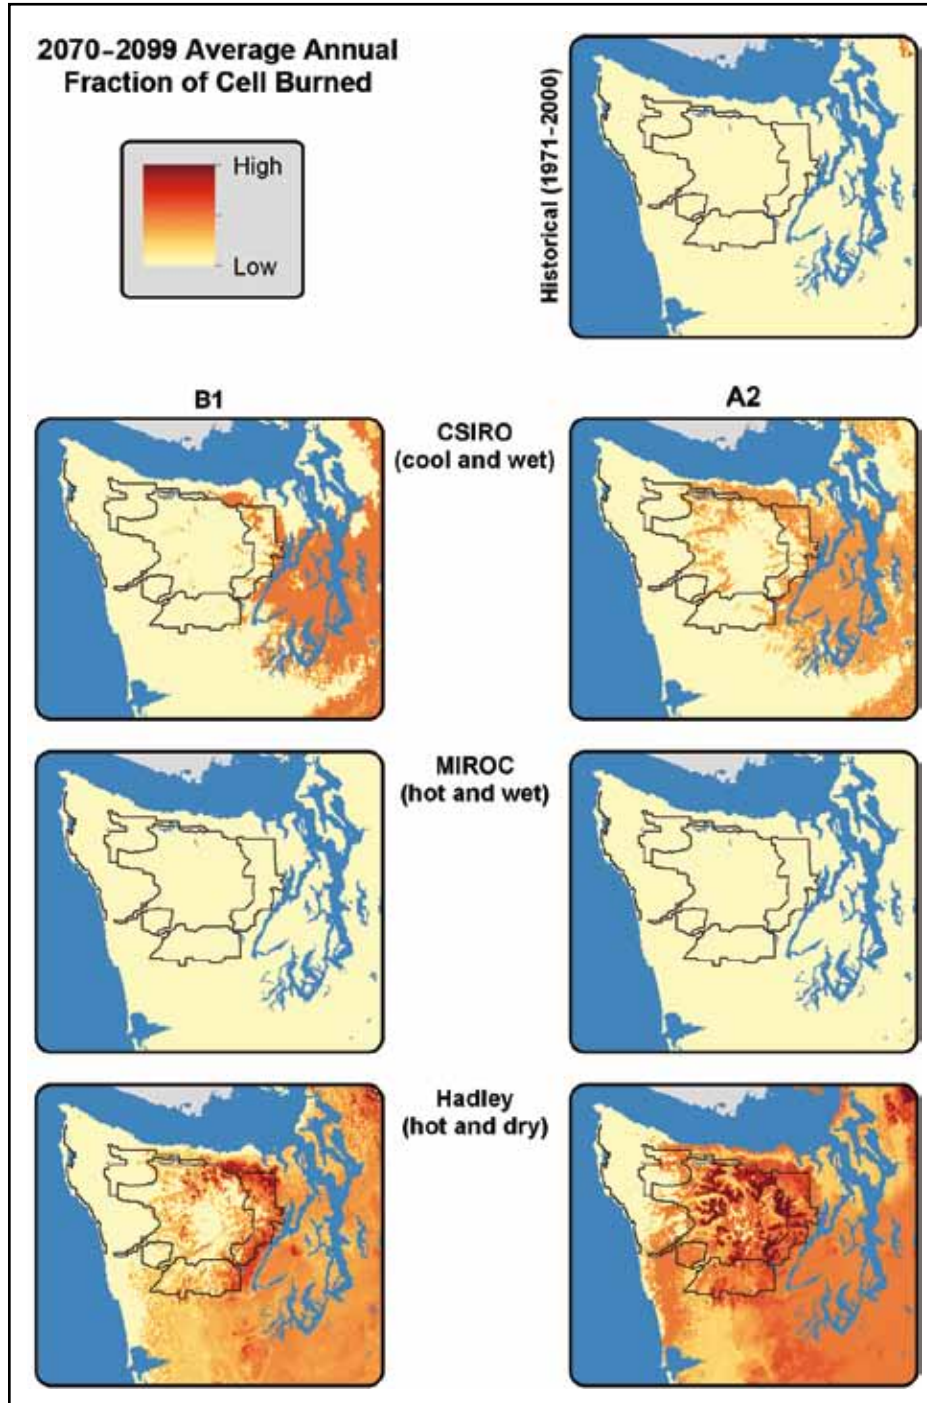 2070–2099 Average Annual
Fraction of Cell Burned
High
Low
Historical (1971–2000)
B1
A2
CSIRO
(cool and wet)
MIROC
(hot and wet)
Hadley
(hot and dry)